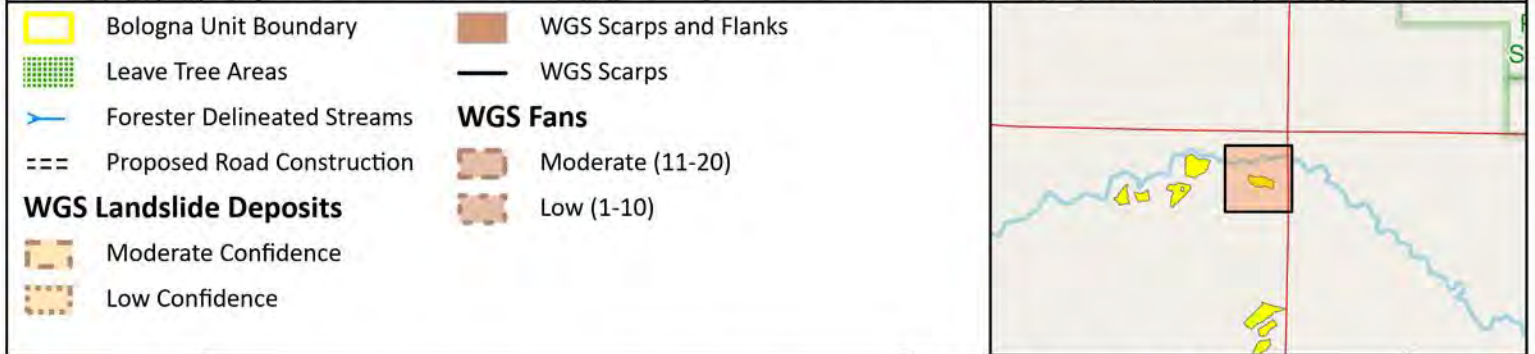 Bologna Unit Boundary
Leave Tree Areas
Forester Delineated Streams
Proposed Road Construction
WGS Landslide Deposits
Moderate Confidence
Low Confidence
WGS Scarps and Flanks
WGS Scarps
WGS Fans
Moderate (11-20)
Low (1-10)
S